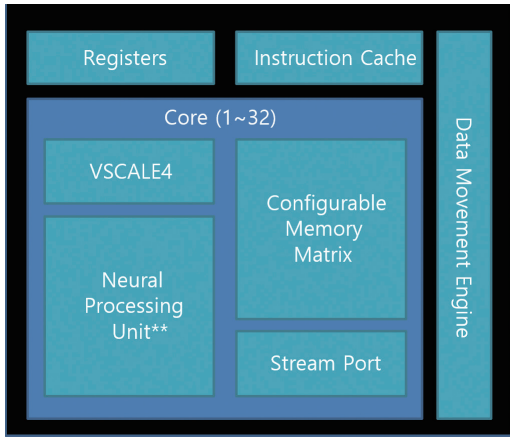 Registers
Instruction Cache
Core (1~32)
VSCALE4
Neural
Processing
Unit**
Configurable
Memory
Matrix
Stream Port
Data Movement Engine